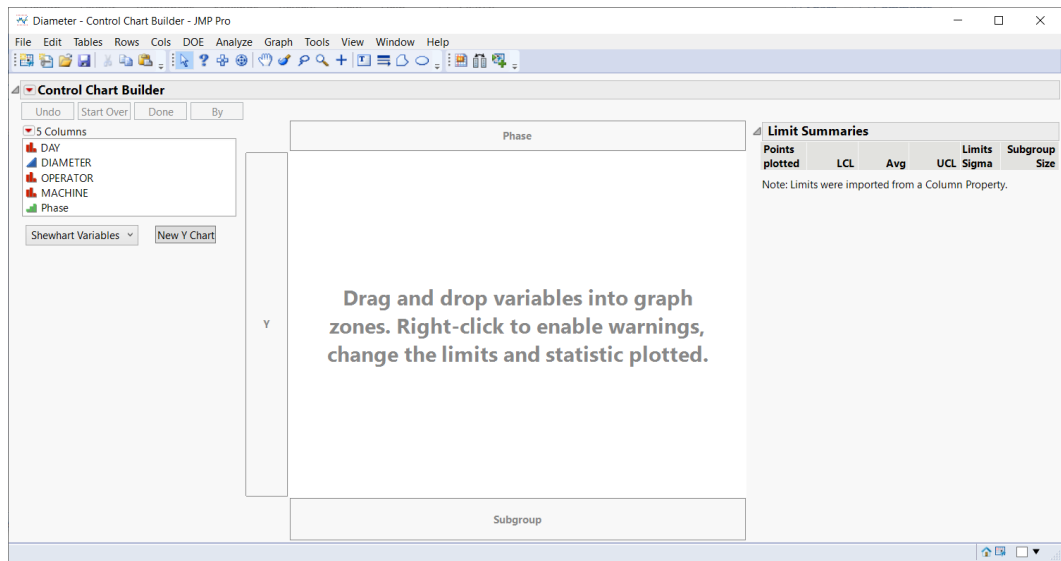 Diameter - Control Chart Builder - JMP Pro
File Edit Tables Rows Cols DOE Analyze Graph Tools View Window Help
Control Chart Builder
Undo Start Over Done By
5 Columns
DAY
DIAMETER
OPERATOR
MACHINE
Phase
Shewhart Variables New Y Chart
Phase
Y
Drag and drop variables into graph
zones. Right-click to enable warnings,
change the limits and statistic plotted.
Subgroup
Limit Summaries
Points Limits Subgroup
plotted LCL Avg UCL Sigma Size
Note: Limits were imported from a Column Property.